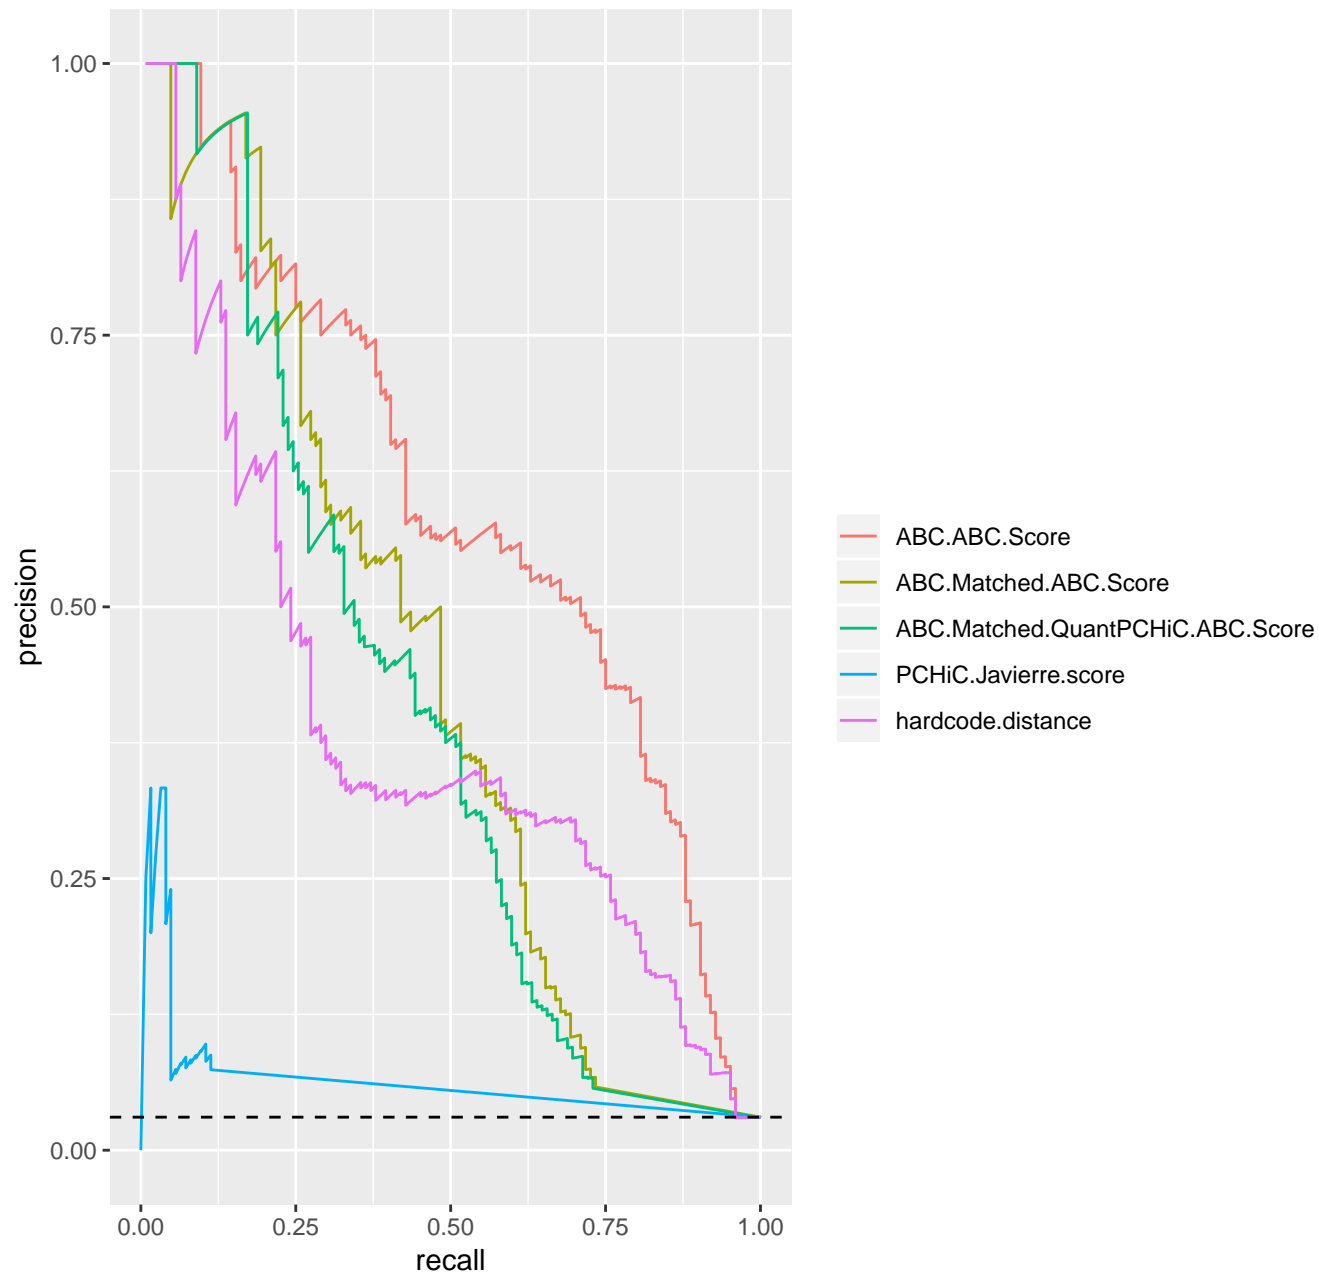 precision
1.00
0.75
0.50
0.25
0.00
0.00 0.25 0.50 0.75 1.00
recall
ABC.ABC.Score
ABC.Matched.ABC.Score
ABC.Matched.QuantPCHiC.ABC.Score
PCHiC.Javierre.score
hardcode.distance